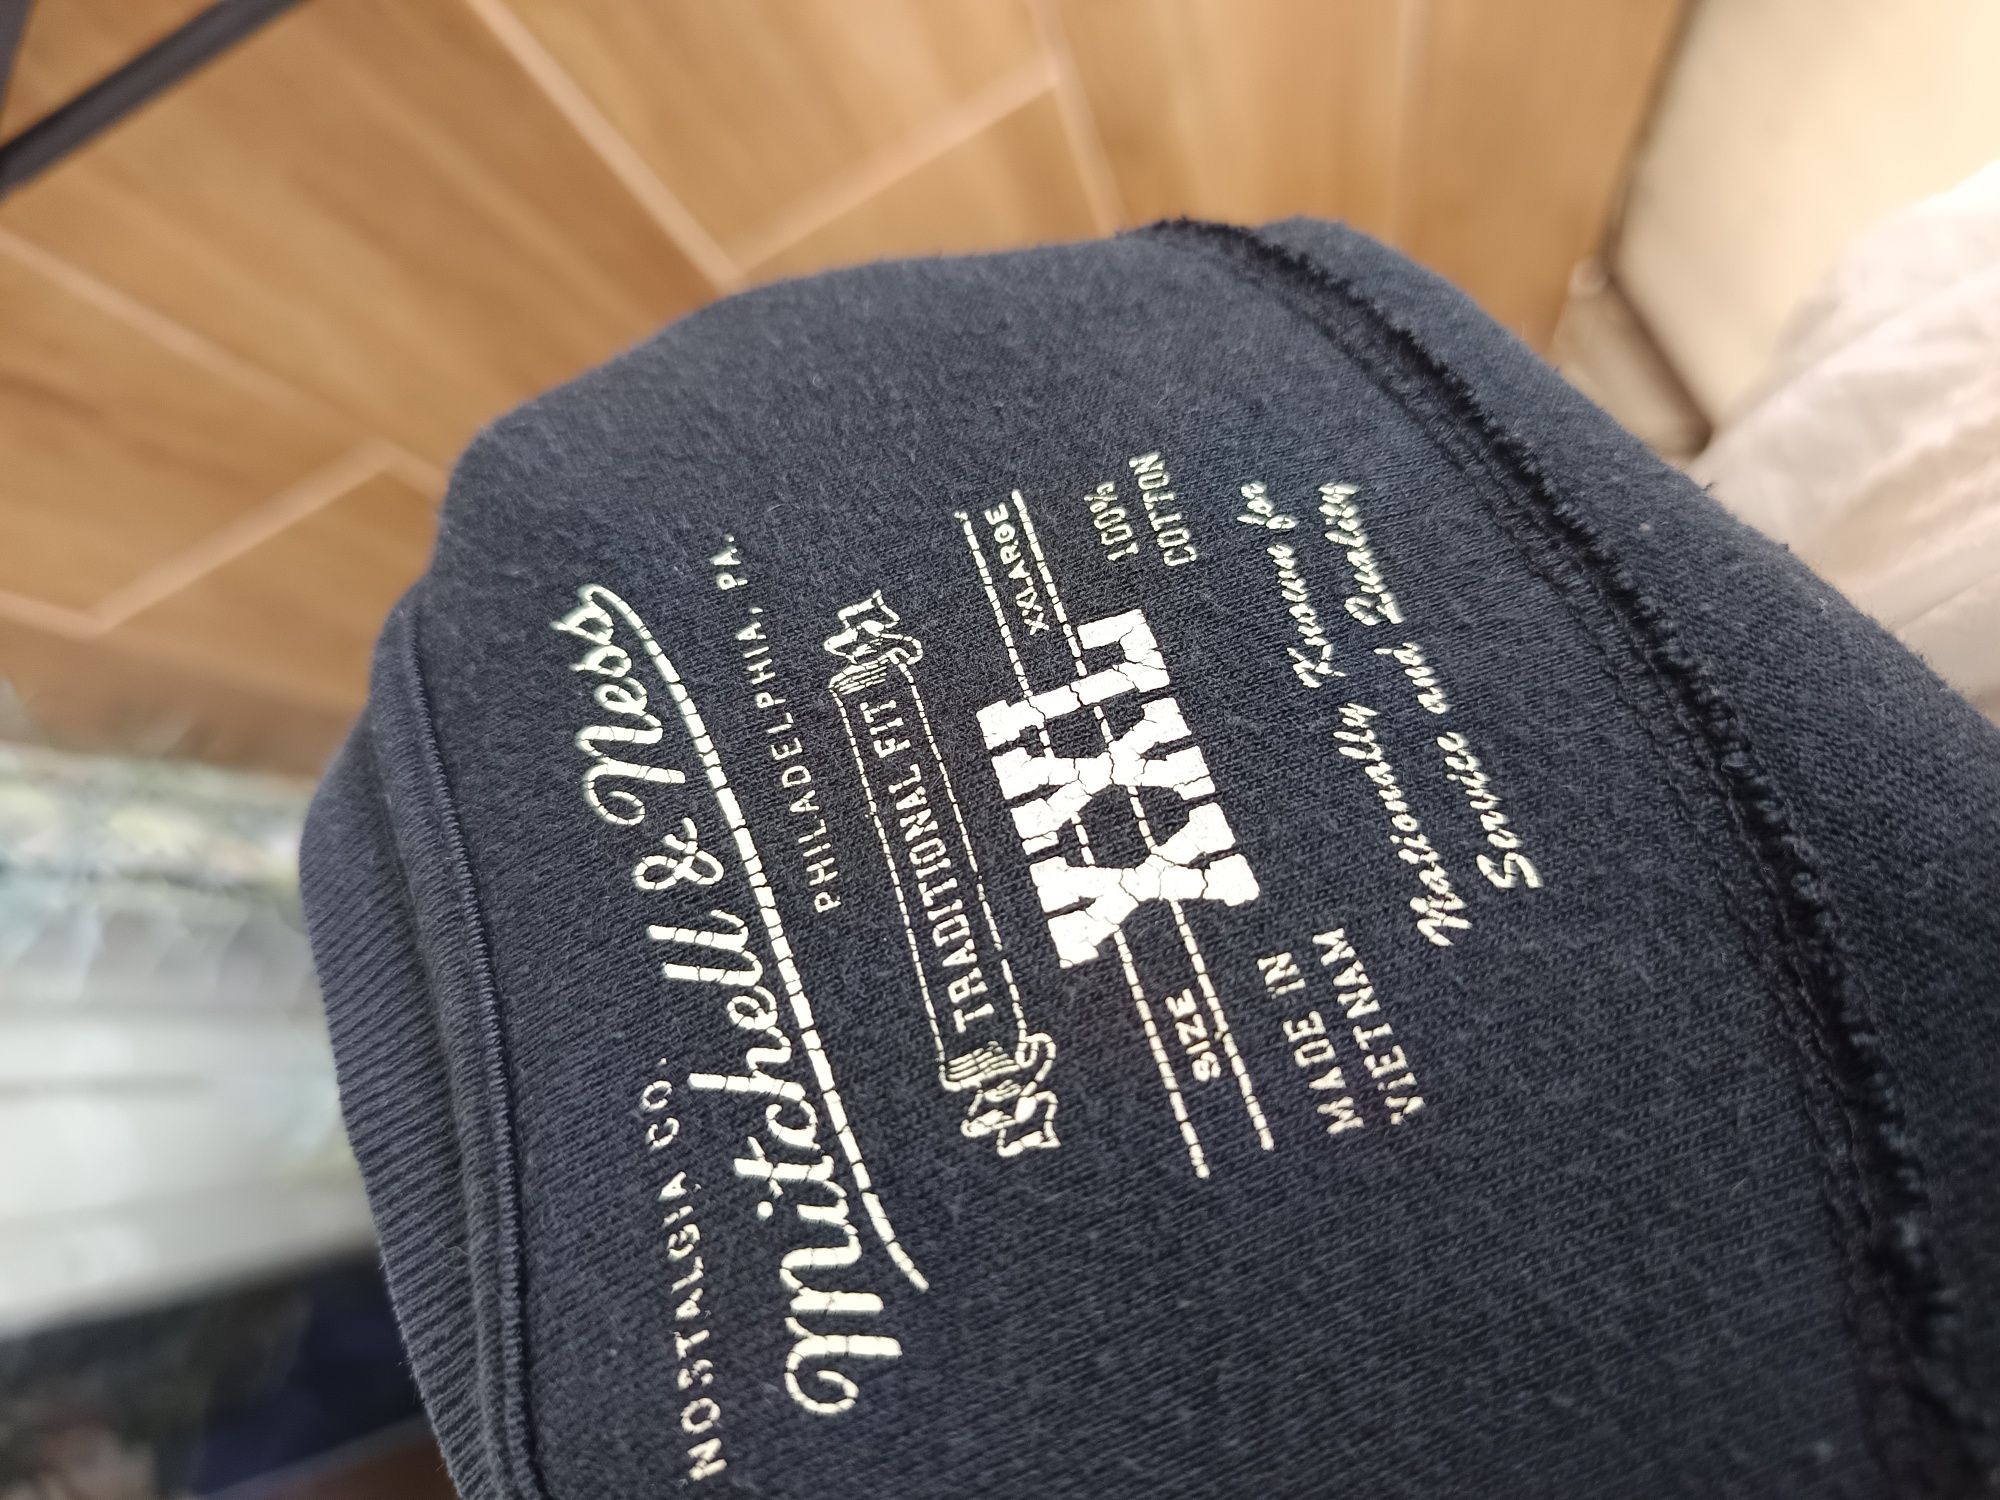 NOSTALGIA CO.
Mitchell & Ness
PHILADELPHIA, PA.
TRADITIONAL FIT
SIZE XXL XXLARGE
MADE IN VIETNAM
100% COTTON
Nationally Known for
Service and Quality